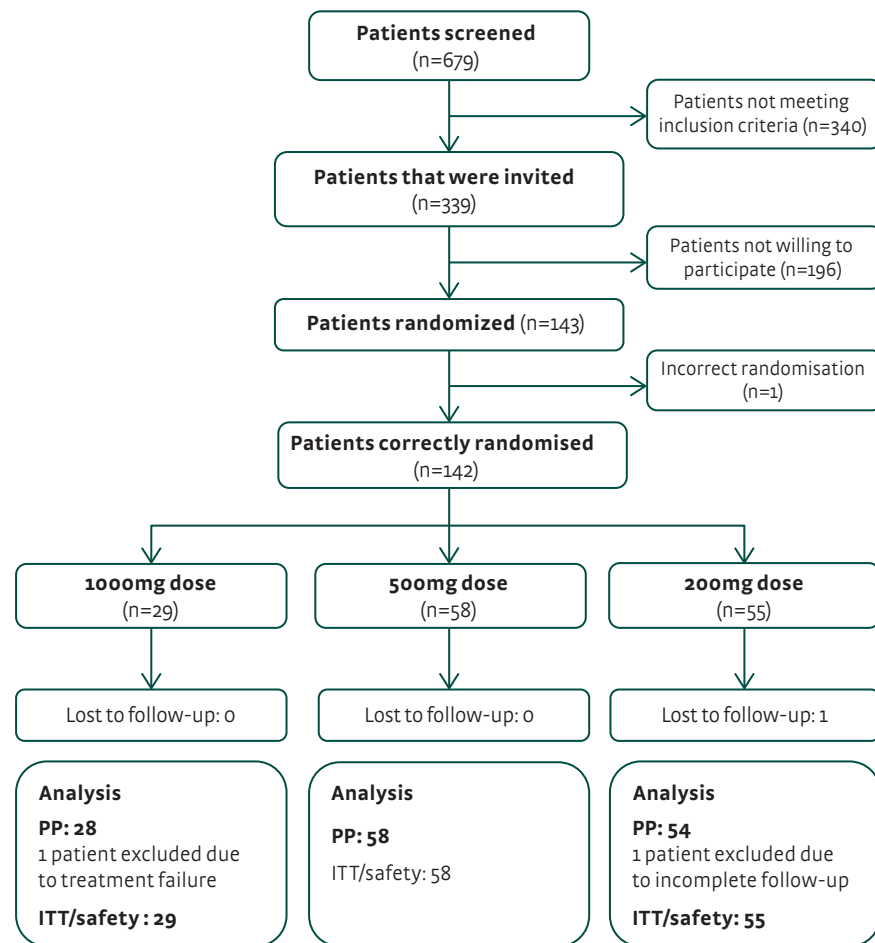 Patients screened
(n=679)
Patients not meeting
inclusion criteria (n=340)
Patients that were invited
(n=339)
Patients not willing to
participate (n=196)
Patients randomized (n=143)
Incorrect randomisation
(n=1)
Patients correctly randomised
(n=142)
1000mg dose
(n=29)
500mg dose
(n=58)
200mg dose
(n=55)
Lost to follow-up: 0
Lost to follow-up: 0
Lost to follow-up: 1
Analysis
PP: 28
1 patient excluded due
to treatment failure
ITT/safety : 29
Analysis
PP: 58
ITT/safety: 58
Analysis
PP: 54
1 patient excluded due
to incomplete follow-up
ITT/safety: 55